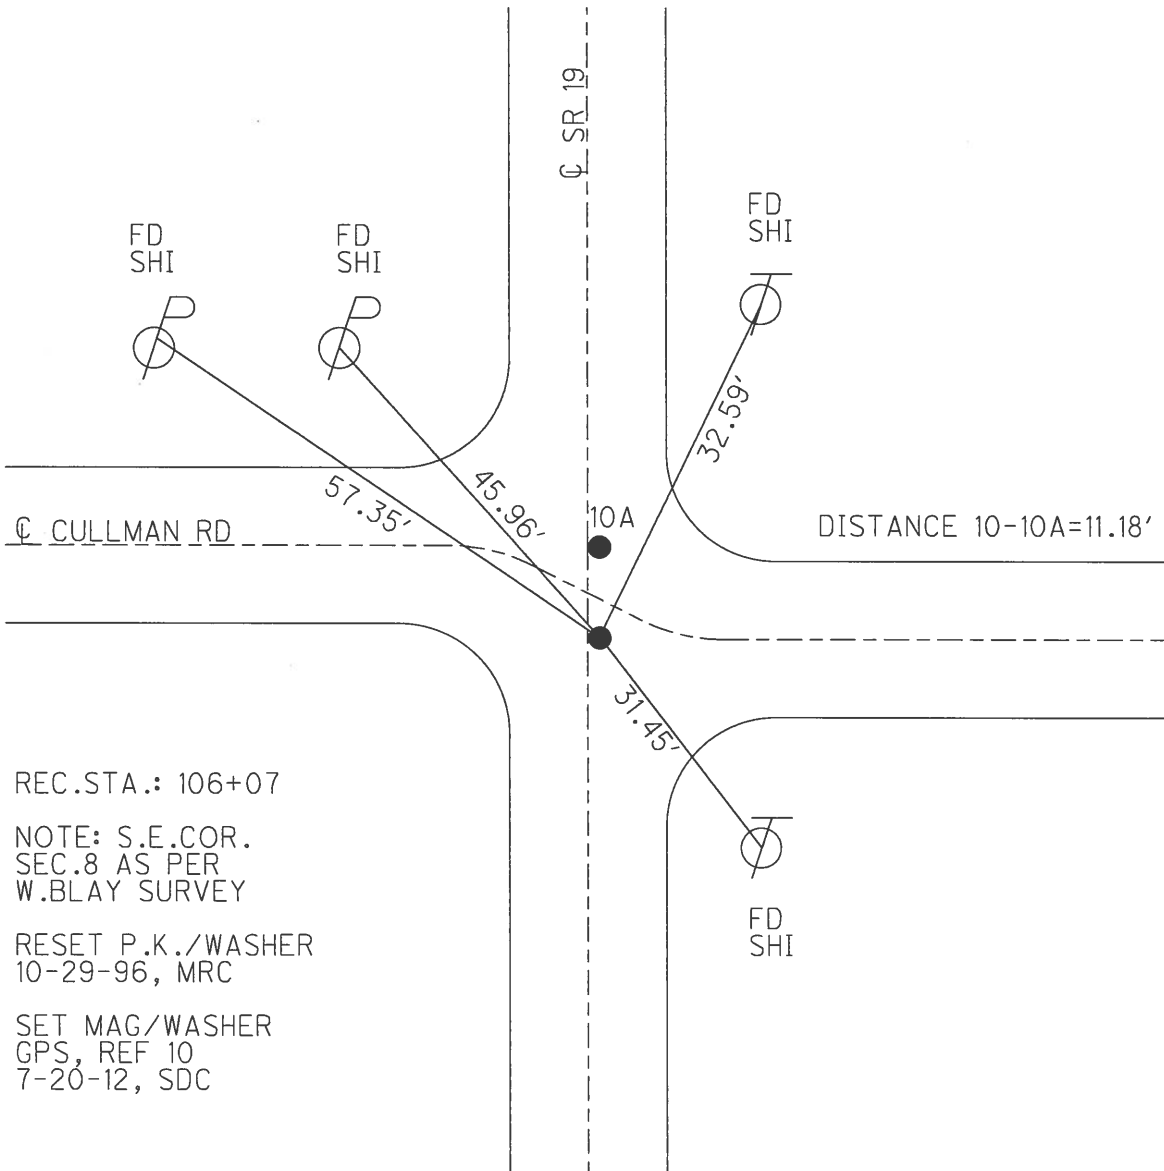 ℄ SR 19
FD
SHI
FD
SHI
FD
SHI
32.59'
57.35'
45.96'
10A
℄ CULLMAN RD
DISTANCE 10-10A=11.18'
31.45'
REC.STA.: 106+07
NOTE: S.E.COR.
SEC.8 AS PER
W.BLAY SURVEY
FD
SHI
RESET P.K./WASHER
10-29-96, MRC
SET MAG/WASHER
GPS, REF 10
7-20-12, SDC